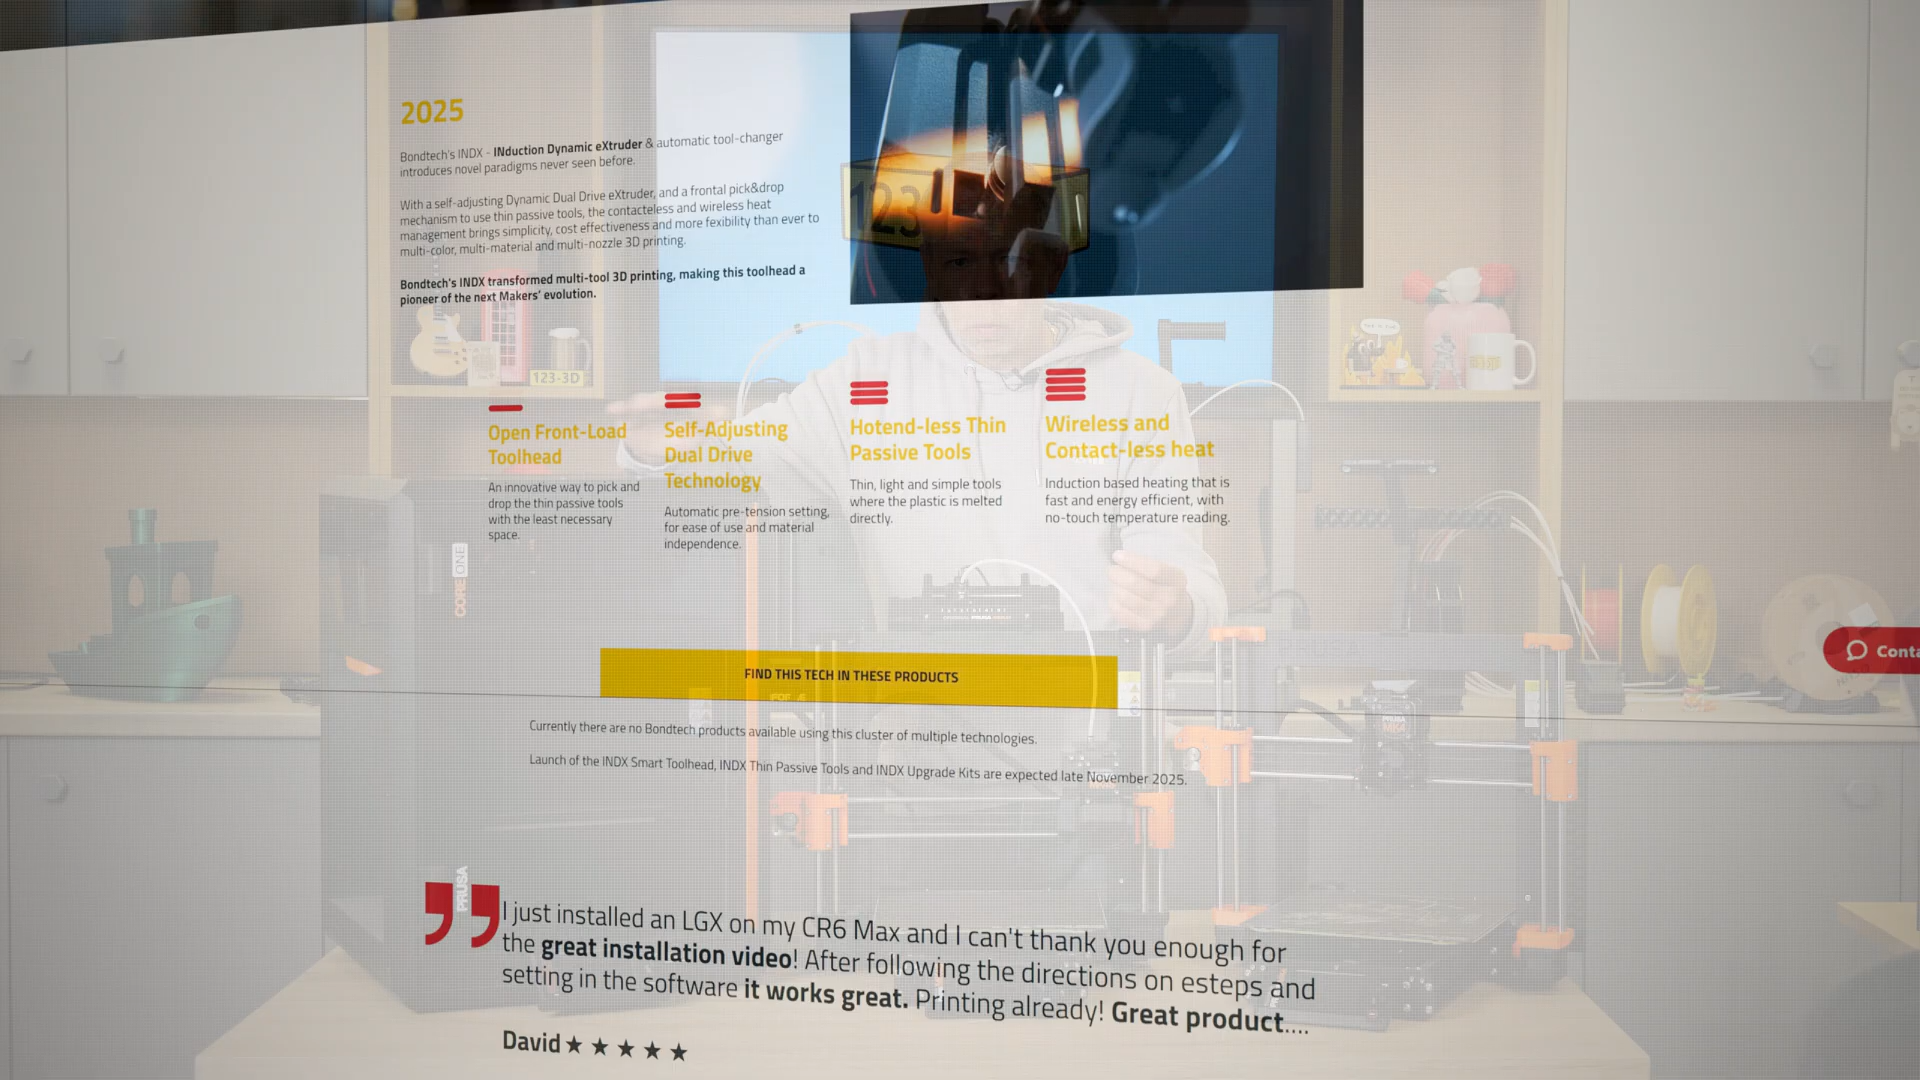 2025
Bondtech's INDX - INduction Dynamic eXtruder & automatic tool-changer
introduces novel paradigms never seen before.
With a self-adjusting Dynamic Dual Drive eXtruder, and a frontal pick&drop
mechanism to use thin passive tools, the contacteless and wireless heat
management brings simplicity, cost effectiveness and more fexibility than ever to
multi-color, multi-material and multi-nozzle 3D printing.
Bondtech's INDX transformed multi-tool 3D printing, making this toolhead a
pioneer of the next Makers' evolution.
123
123-3D
Open Front-Load
Toolhead
An innovative way to pick and
drop the thin passive tools
with the least necessary
space.
Self-Adjusting
Dual Drive
Technology
Automatic pre-tension setting,
for ease of use and material
independence.
Hotend-less Thin
Passive Tools
Thin, light and simple tools
where the plastic is melted
directly.
Wireless and
Contact-less heat
Induction based heating that is
fast and energy efficient, with
no-touch temperature reading.
CORE ONE
FIND THIS TECH IN THESE PRODUCTS
Conta
Currently there are no Bondtech products available using this cluster of multiple technologies.
Launch of the INDX Smart Toolhead, INDX Thin Passive Tools and INDX Upgrade Kits are expected late November 2025.
PRUSA
I just installed an LGX on my CR6 Max and I can't thank you enough for
the great installation video! After following the directions on esteps and
setting in the software it works great. Printing already! Great product....
David ★ ★ ★ ★ ★